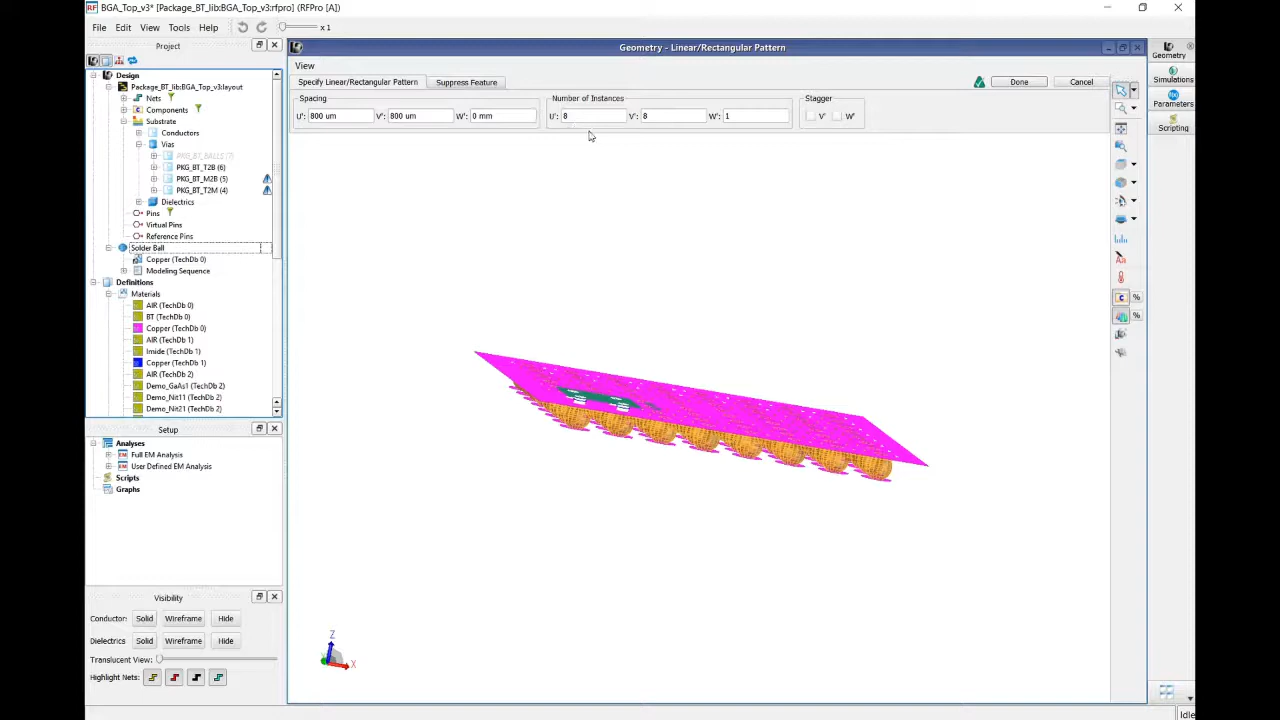 BGA_Top_v3* [Package_BT_lib:BGA_Top_v3:rfpro] (RFPro [A])
File Edit View Tools Help x 1
Project
Design
Package_BT_lib:BGA_Top_v3:layout
Nets
Components
Substrate
Conductors
Vias
PKG_BT_BALLS (7)
PKG_BT_T2B (6)
PKG_BT_M2B (5)
PKG_BT_T2M (4)
Dielectrics
Pins
Virtual Pins
Reference Pins
Solder Ball
Copper (TechDb 0)
Modeling Sequence
Definitions
Materials
AIR (TechDb 0)
BT (TechDb 0)
Copper (TechDb 0)
AIR (TechDb 1)
Imide (TechDb 1)
Copper (TechDb 1)
AIR (TechDb 2)
Demo_GaAs1 (TechDb 2)
Demo_Nit11 (TechDb 2)
Demo_Nit21 (TechDb 2)
Setup
Analyses
Full EM Analysis
User Defined EM Analysis
Scripts
Graphs
Visibility
Conductor: Solid Wireframe Hide
Dielectrics Solid Wireframe Hide
Translucent View:
Highlight Nets:
Geometry - Linear/Rectangular Pattern
View
Specify Linear/Rectangular Pattern Suppress Feature Done Cancel
Spacing Number of Instances Stagger
U': 800 um V': 800 um W': 0 mm U': 8 V': 8 W': 1 V' W'
Z
X
Geometry
Simulations
Parameters
Scripting
Idle